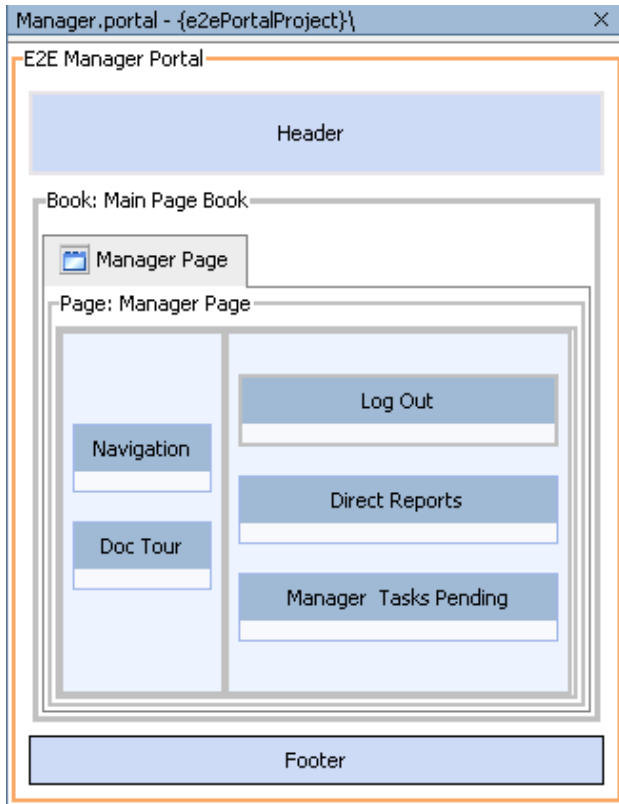 Manager.portal - {e2ePortalProject}\
E2E Manager Portal
Header
Book: Main Page Book
Manager Page
Page: Manager Page
Navigation
Doc Tour
Log Out
Direct Reports
Manager  Tasks Pending
Footer